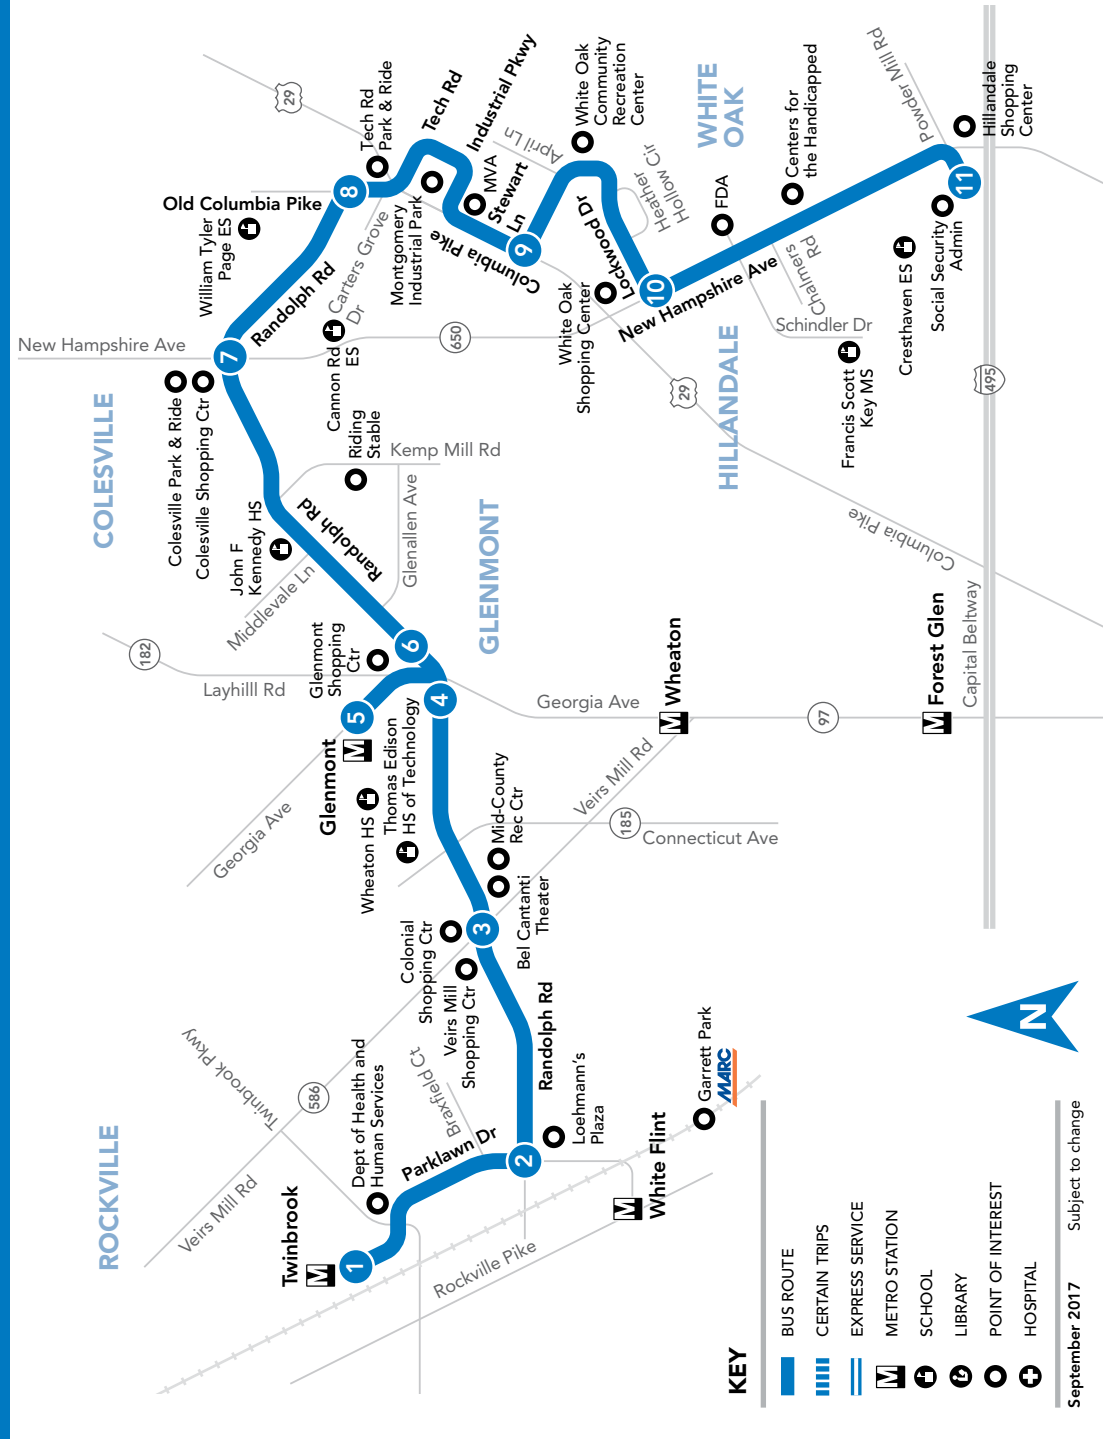 ROCKVILLE
COLESVILLE
GLENMONT
HILLANDALE
WHITE
OAK
Twinbrook
1
Dept of Health and
Human Services
Veirs Mill Rd
Twinbrook Pkwy
586
Parklawn Dr
Braxfield Ct
Rockville Pike
2
Loehmann's
Plaza
White Flint
Garrett Park
MARC
Randolph Rd
Veirs Mill
Shopping Ctr
Colonial
Shopping Ctr
3
Bel Cantanti
Theater
Mid-County
Rec Ctr
185
Connecticut Ave
Veirs Mill Rd
Wheaton HS
Thomas Edison
HS of Technology
Georgia Ave
Glenmont
4
5
6
Glenmont
Shopping
Ctr
Layhilll Rd
182
Georgia Ave
Wheaton
97
Forest Glen
Capital Beltway
495
Middlevale Ln
John F
Kennedy HS
Randolph Rd
Glenallen Ave
Kemp Mill Rd
Riding
Stable
Colesville Park & Ride
Colesville Shopping Ctr
New Hampshire Ave
7
Randolph Rd
Cannon Rd
ES
Carters Grove
Dr
650
William Tyler
Page ES
Old Columbia Pike
8
29
Tech Rd
Park & Ride
Tech Rd
Montgomery
Industrial Park
Industrial Pkwy
MVA
Stewart
Ln
Columbia Pike
9
April Ln
White Oak
Community
Recreation
Center
Lockwood Dr
Heather Cir
Hollow Cir
White Oak
Shopping Center
10
New Hampshire Ave
29
Columbia Pike
FDA
Centers for
the Handicapped
Chalmers
Rd
Schindler Dr
Francis Scott
Key MS
Cresthaven ES
Social Security
Admin
11
Powder Mill Rd
Hillandale
Shopping
Center
N
KEY
BUS ROUTE
CERTAIN TRIPS
EXPRESS SERVICE
M
METRO STATION
SCHOOL
LIBRARY
POINT OF INTEREST
HOSPITAL
September 2017
Subject to change